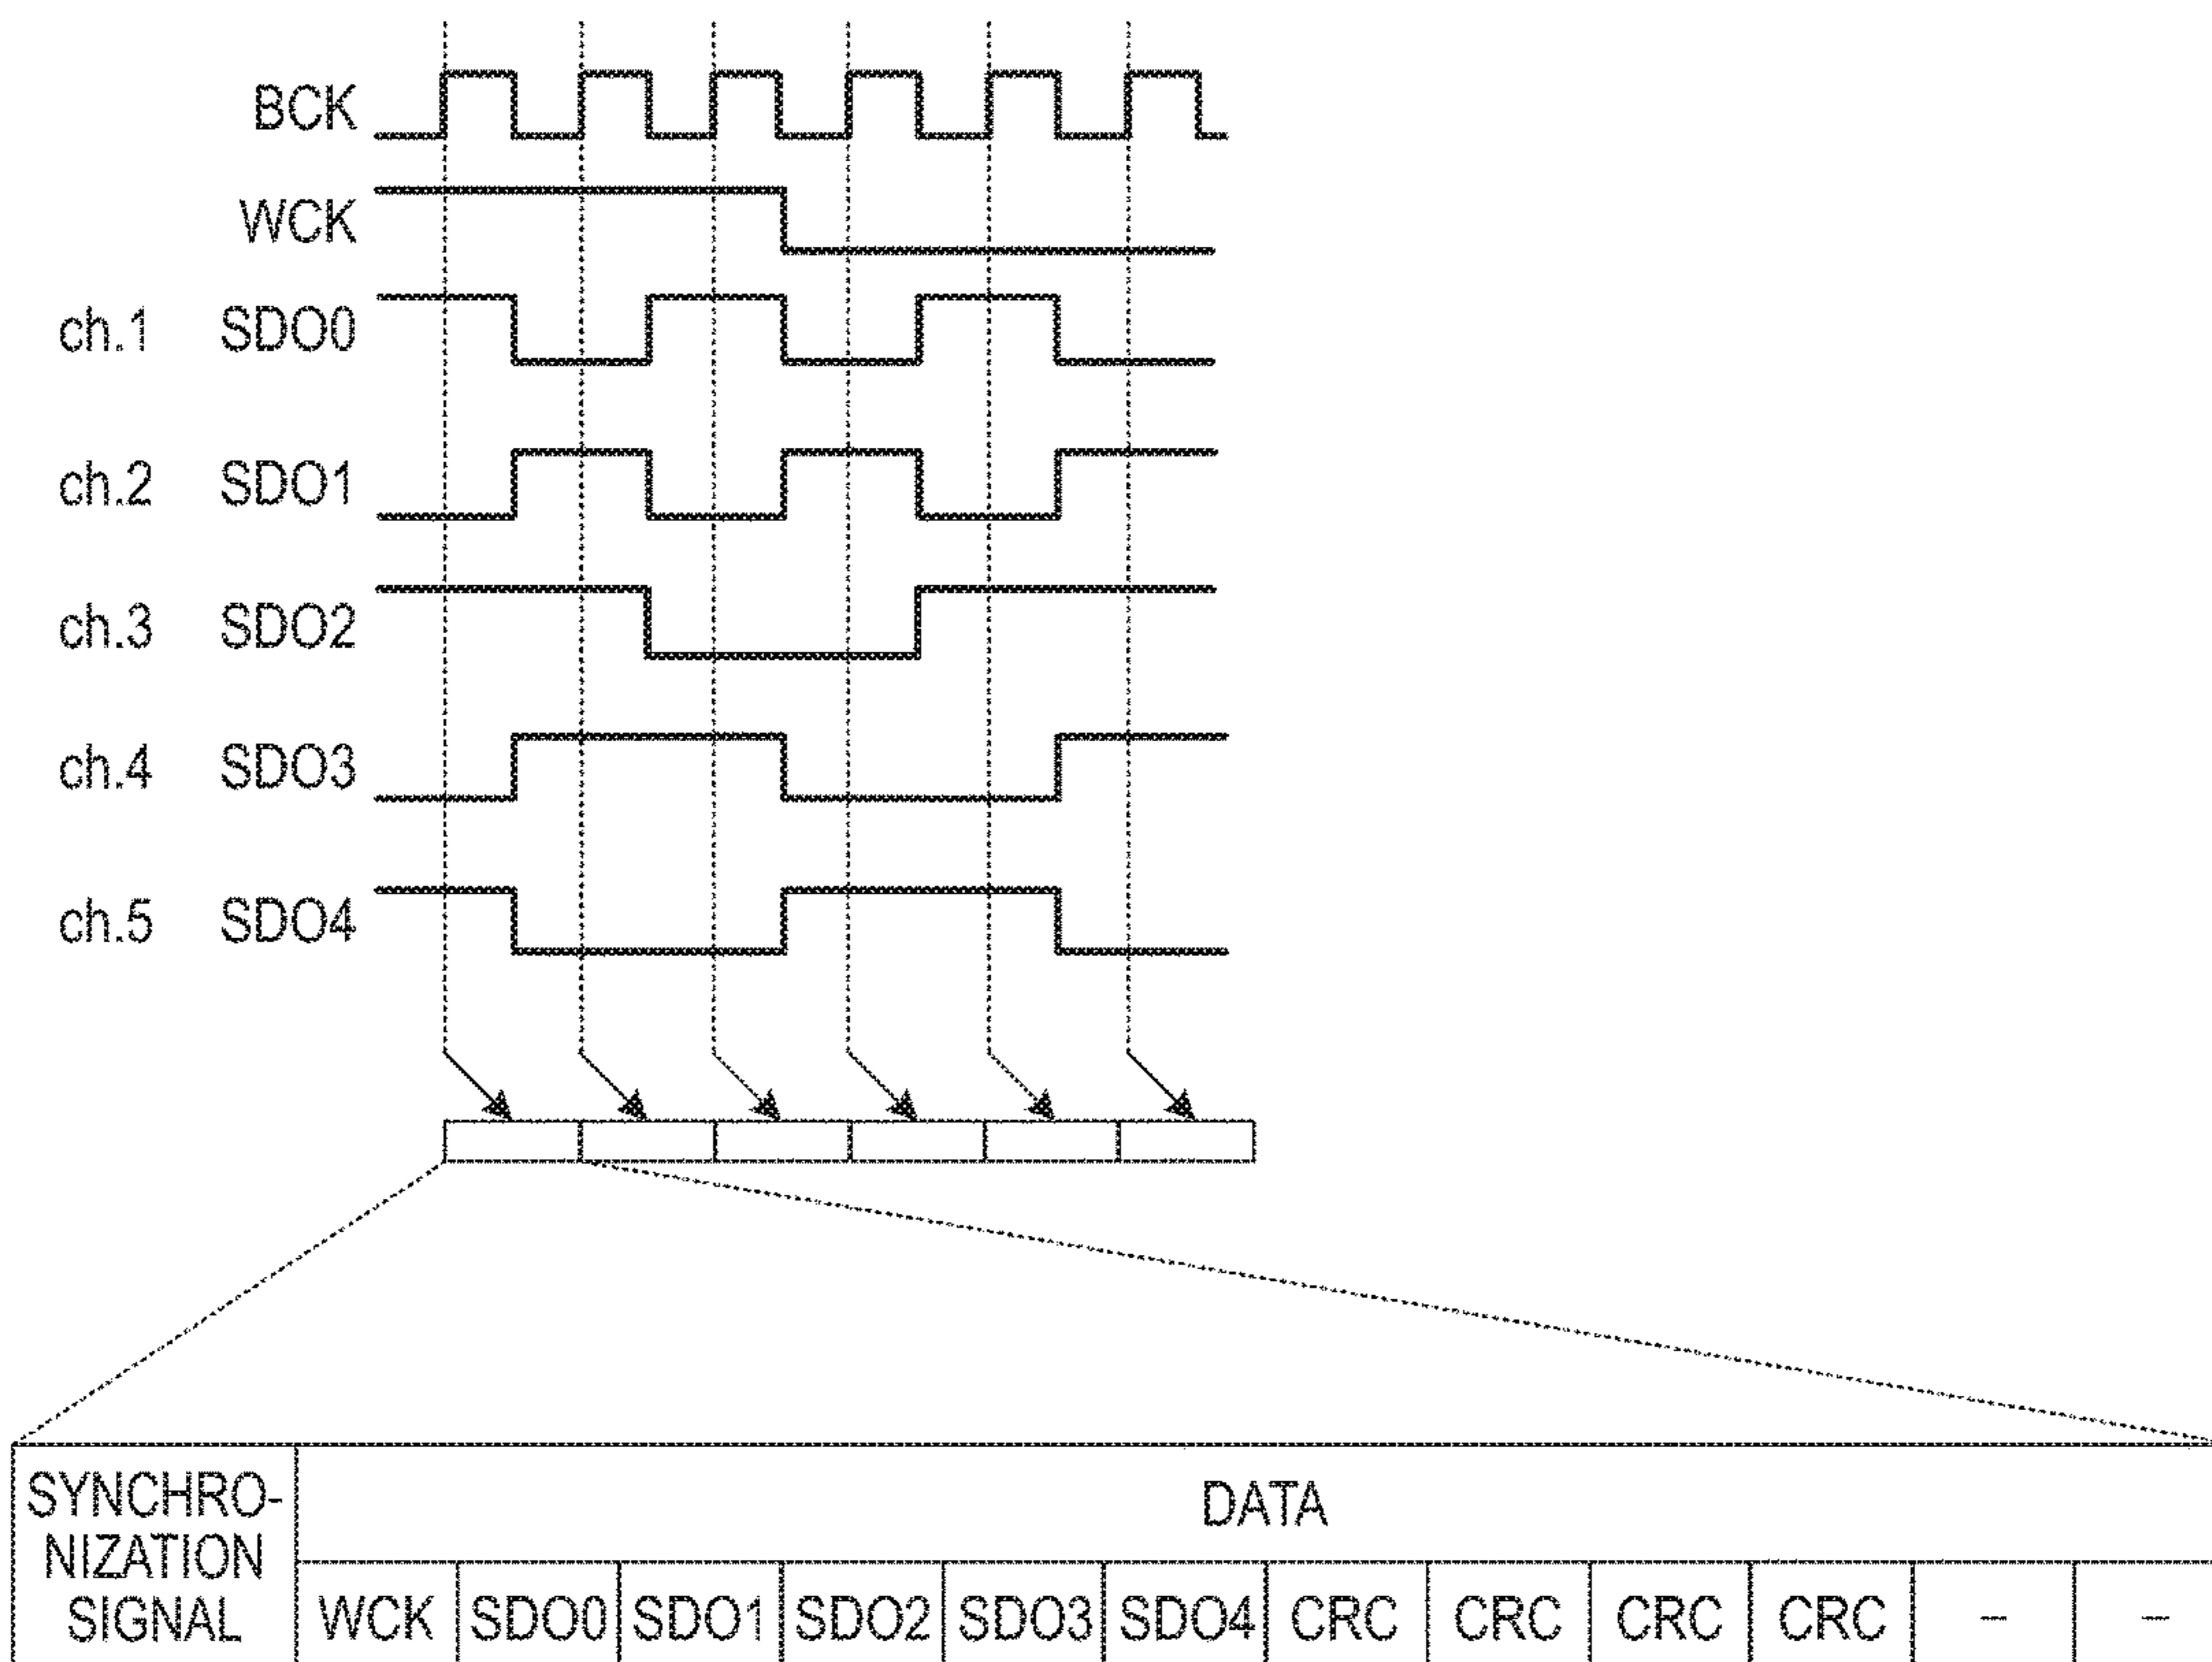 BCK
WCK
ch.1 SDO0
ch.2 SDO1
ch.3 SDO2
ch.4 SDO3
ch.5 SDO4
SYNCHRO-
NIZATION
SIGNAL
DATA
WCK SDO0 SDO1 SDO2 SDO3 SDO4 CRC CRC CRC CRC – –